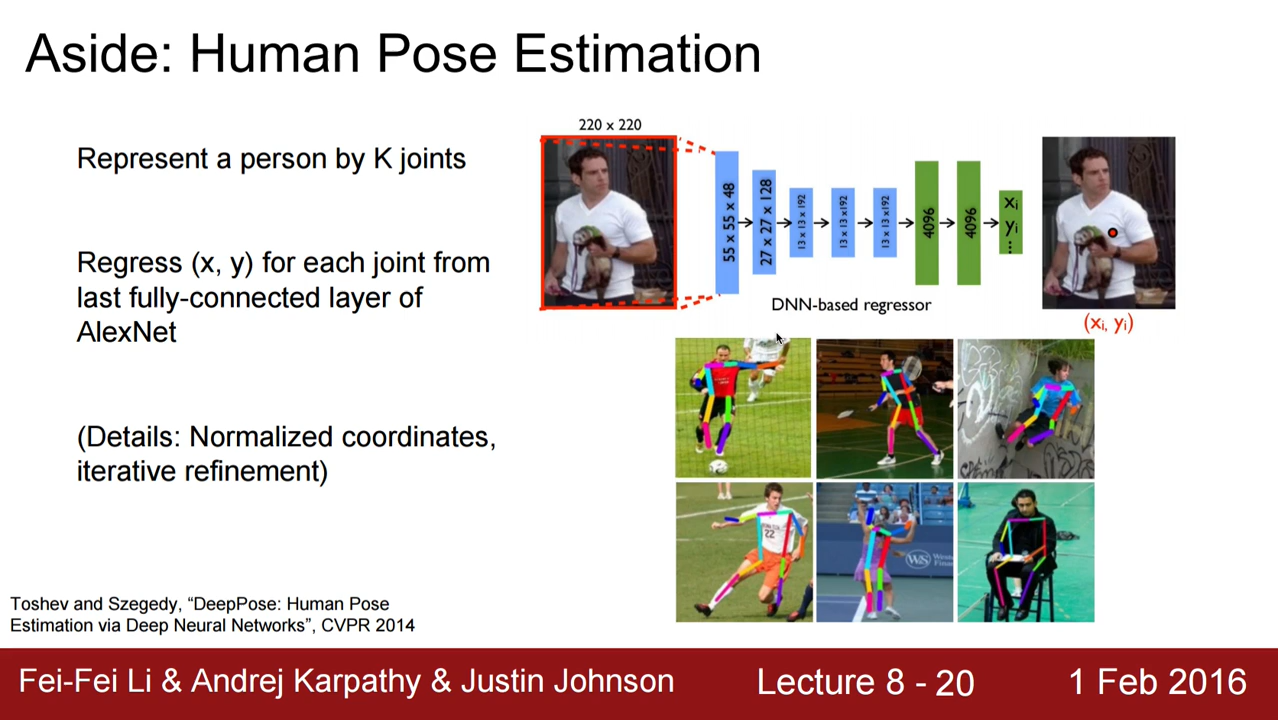 Aside: Human Pose Estimation
Represent a person by K joints
Regress (x, y) for each joint from
last fully-connected layer of
AlexNet
(Details: Normalized coordinates,
iterative refinement)
220 x 220
55 x 55 x 48
27 x 27 x 128
13 x 13 x 192
13 x 13 x192
13 x 13 x192
4096
4096
xᵢ
yᵢ
⋮
DNN-based regressor
(xᵢ, yᵢ)
22
W&S
Toshev and Szegedy, “DeepPose: Human Pose
Estimation via Deep Neural Networks”, CVPR 2014
Fei-Fei Li & Andrej Karpathy & Justin Johnson
Lecture 8 - 20
1 Feb 2016